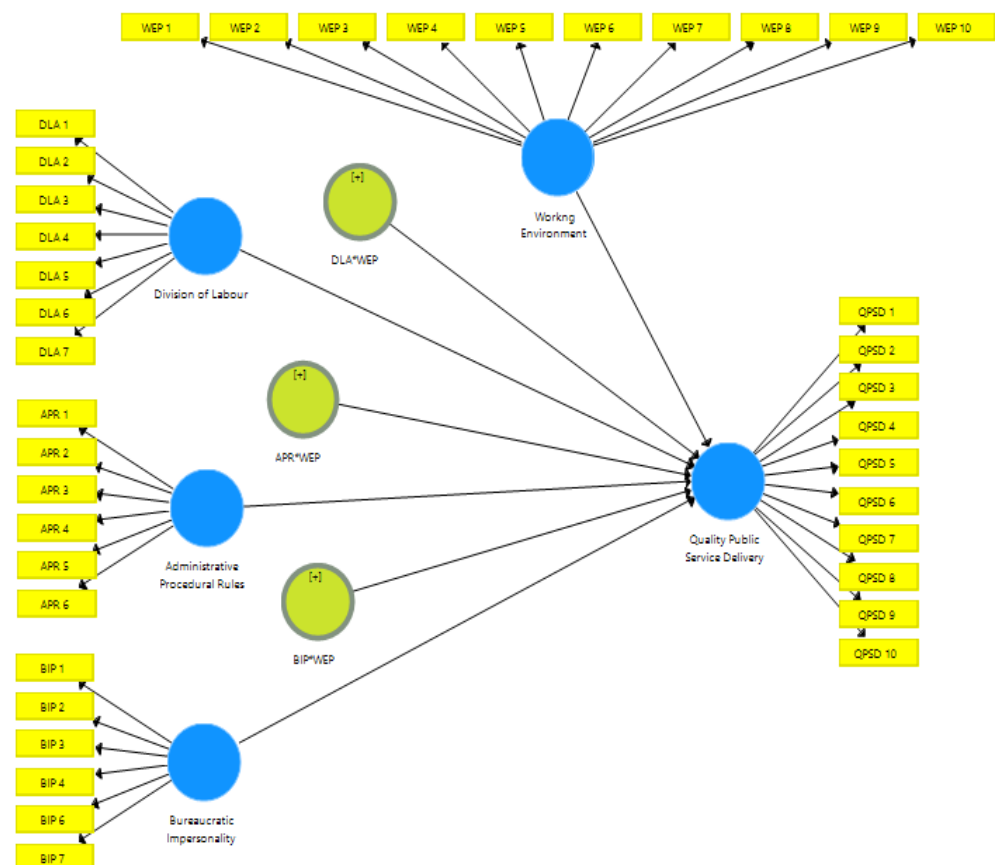 WEP 1
WEP 2
WEP 3
WEP 4
WEP 5
WEP 6
WEP 7
WEP 8
WEP 9
WEP 10
DLA 1
DLA 2
DLA 3
DLA 4
DLA 5
DLA 6
DLA 7
Division of Labour
[+]
DLA*WEP
Workng
Environment
[+]
APR*WEP
APR 1
APR 2
APR 3
APR 4
APR 5
APR 6
Administrative
Procedural Rules
[+]
BIP*WEP
BIP 1
BIP 2
BIP 3
BIP 4
BIP 6
BIP 7
Bureaucratic
Impersonality
Quality Public
Service Delivery
QPSD 1
QPSD 2
QPSD 3
QPSD 4
QPSD 5
QPSD 6
QPSD 7
QPSD 8
QPSD 9
QPSD 10